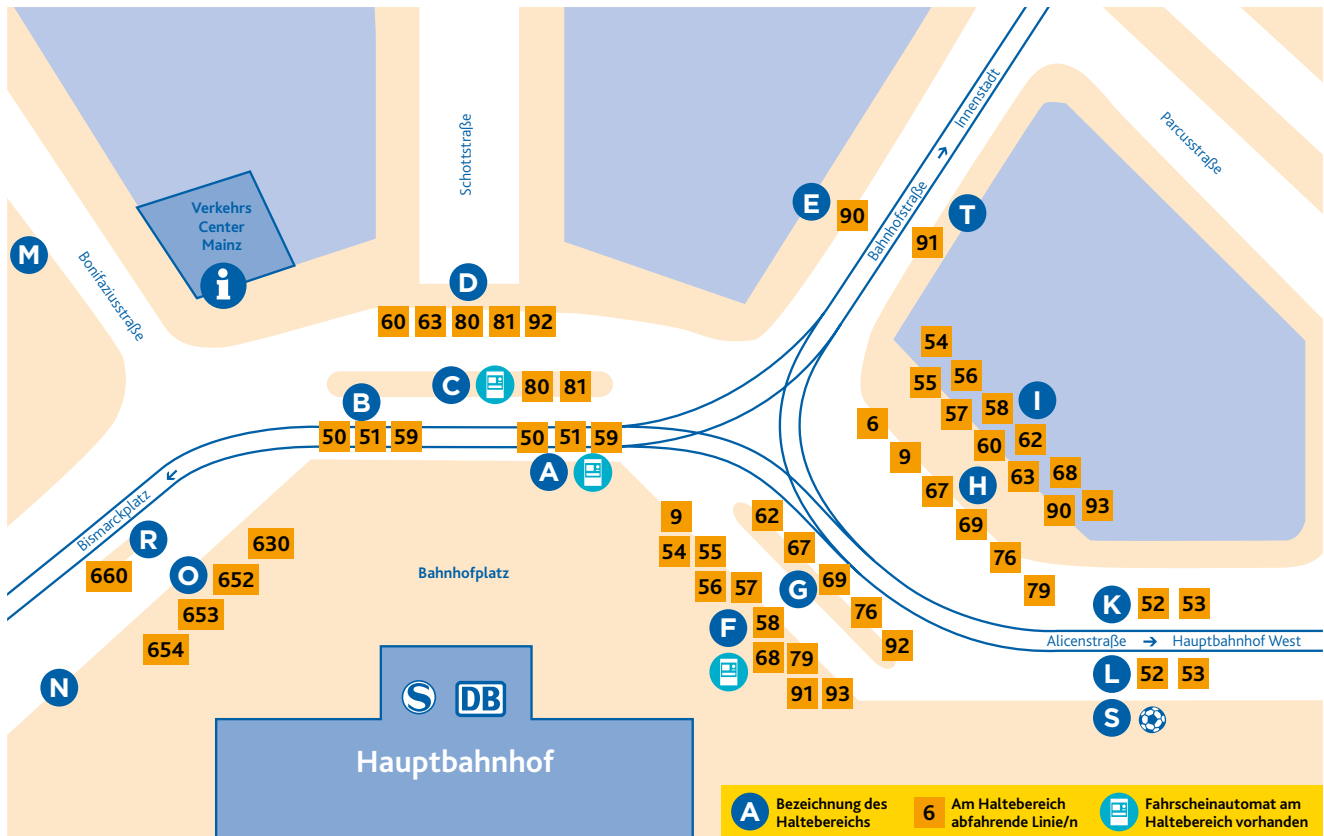 Innenstadt
Bahnhofstraße
Parcusstraße
Schottstraße
Verkehrs
Center
Mainz
i
M
Bonifaziusstraße
E
90
T
91
D
60 63 80 81 92
C
80 81
B
50 51 59
50 51 59
A
54
55 56
57 58
I
60 62
63 68
90 93
6
9
67
H
69
76
79
Bismarckplatz
R
660
O
630
652
653
654
N
Bahnhofplatz
9
54 55
56 57
F
58
68 79
91 93
62
67
G
69
76
92
K
52 53
Alicenstraße → Hauptbahnhof West
L
52 53
S
S
DB
Hauptbahnhof
A
Bezeichnung des
Haltebereichs
6
Am Haltebereich
abfahrende Linie/n
Fahrscheinautomat am
Haltebereich vorhanden